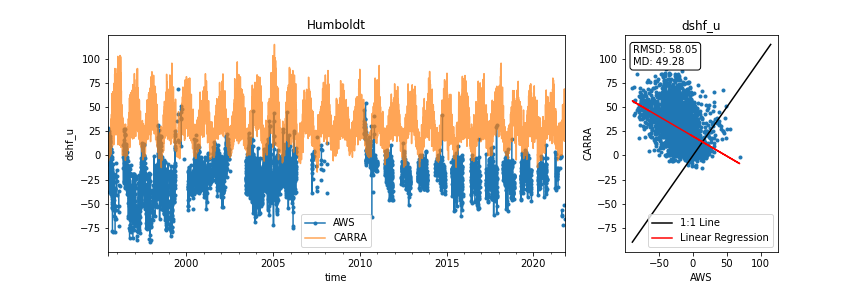 Humboldt
dshf_u
100
75
50
25
0
−25
−50
−75
dshf_u
2000
2005
2010
2015
2020
time
AWS
CARRA
dshf_u
RMSD: 58.05
MD: 49.28
100
75
50
25
0
−25
−50
−75
CARRA
−50
0
50
100
AWS
1:1 Line
Linear Regression